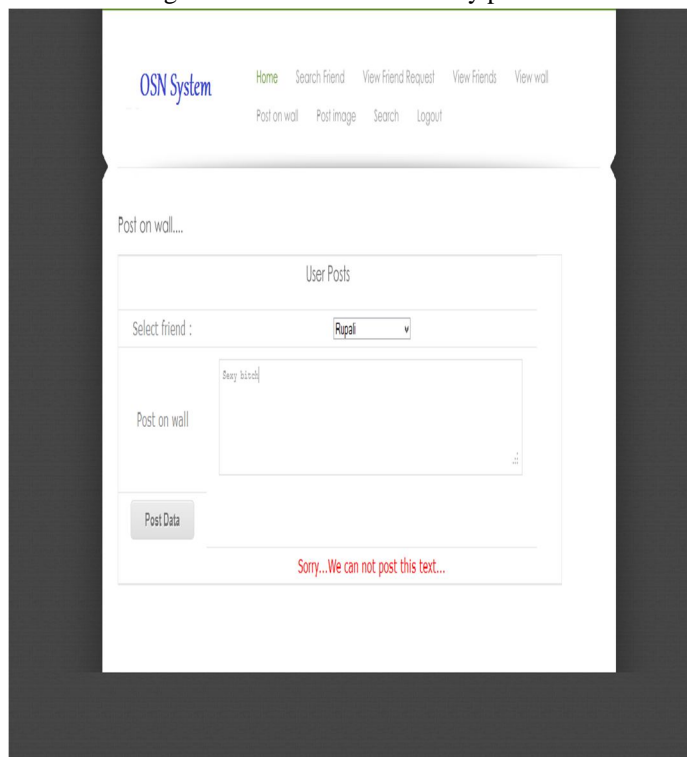 OSN System
Home Search Friend View Friend Request View Friends View wall
Post on wall Post image Search Logout
Post on wall....
User Posts
Select friend :
Rupali
Sexy bitch
Post on wall
Post Data
Sorry...We can not post this text...